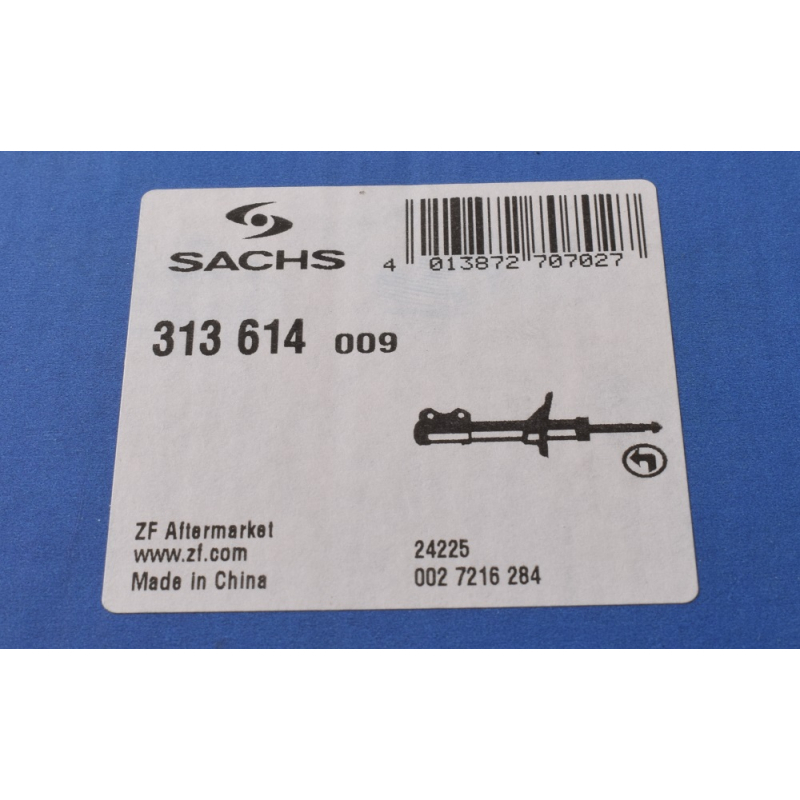 SACHS
4 013872 707027
313 614 009
ZF Aftermarket
www.zf.com
Made in China
24225
002 7216 284